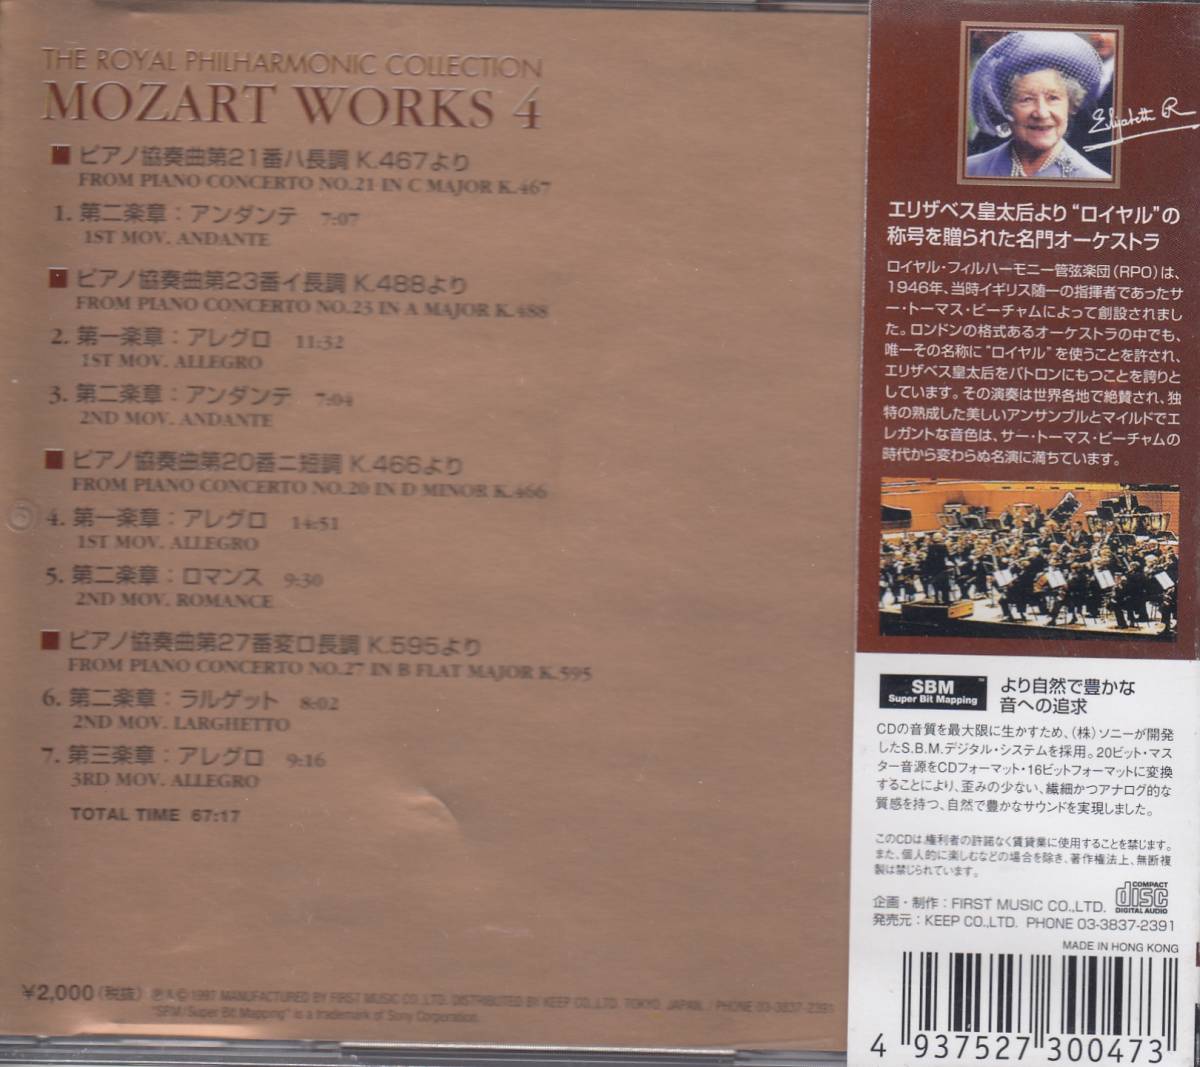 THE ROYAL PHILHARMONIC COLLECTION
MOZART WORKS 4
■ ピアノ協奏曲第21番ハ長調 K.467より
FROM PIANO CONCERTO NO.21 IN C MAJOR K.467
1. 第二楽章：アンダンテ 7:07
1ST MOV. ANDANTE
■ ピアノ協奏曲第23番イ長調 K.488より
FROM PIANO CONCERTO NO.23 IN A MAJOR K.488
2. 第一楽章：アレグロ 11:32
1ST MOV. ALLEGRO
3. 第二楽章：アンダンテ 7:04
2ND MOV. ANDANTE
■ ピアノ協奏曲第20番ニ短調 K.466より
FROM PIANO CONCERTO NO.20 IN D MINOR K.466
4. 第一楽章：アレグロ 14:51
1ST MOV. ALLEGRO
5. 第二楽章：ロマンス 9:30
2ND MOV. ROMANCE
■ ピアノ協奏曲第27番変ロ長調 K.595より
FROM PIANO CONCERTO NO.27 IN B FLAT MAJOR K.595
6. 第二楽章：ラルゲット 8:02
2ND MOV. LARGHETTO
7. 第三楽章：アレグロ 9:16
3RD MOV. ALLEGRO
TOTAL TIME 67:17
¥2,000（税抜） ℗&©1997 MANUFACTURED BY FIRST MUSIC CO.,LTD. DISTRIBUTED BY KEEP CO.,LTD. TOKYO, JAPAN. / PHONE 03-3837-2391
"SFM/Super Bit Mapping" is a trademark of Sony Corporation.
Elizabeth R
エリザベス皇太后より“ロイヤル”の
称号を贈られた名門オーケストラ
ロイヤル・フィルハーモニー管弦楽団（RPO）は、
1946年、当時イギリス随一の指揮者であったサ
ー・トーマス・ビーチャムによって創設されまし
た。ロンドンの格式あるオーケストラの中でも、
唯一その名称に“ロイヤル”を使うことを許され、
エリザベス皇太后をパトロンにもつことを誇りと
しています。その演奏は世界各地で絶賛され、独
特の熟成した美しいアンサンブルとマイルドでエ
レガントな音色は、サー・トーマス・ビーチャムの
時代から変わらぬ名演に満ちています。
SBM™
Super Bit Mapping
より自然で豊かな
音への追求
CDの音質を最大限に生かすため、（株）ソニーが開発
したS.B.M.デジタル・システムを採用。20ビット・マス
ター音源をCDフォーマット・16ビットフォーマットに変換
することにより、歪みの少ない、繊細かつアナログ的な
質感を持つ、自然で豊かなサウンドを実現しました。
このCDは、権利者の許諾なく賃貸業に使用することを禁じます。
また、個人的に楽しむなどの場合を除き、著作権法上、無断複
製は禁じられています。
COMPACT
disc
DIGITAL AUDIO
企画・制作：FIRST MUSIC CO.,LTD.
発売元：KEEP CO.,LTD. PHONE 03-3837-2391
MADE IN HONG KONG
4 937527 300473